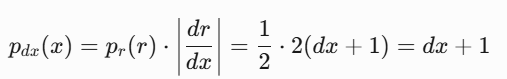 p_{dx}(x) = p_r(r) · |dr/dx| = 1/2 · 2(dx + 1) = dx + 1